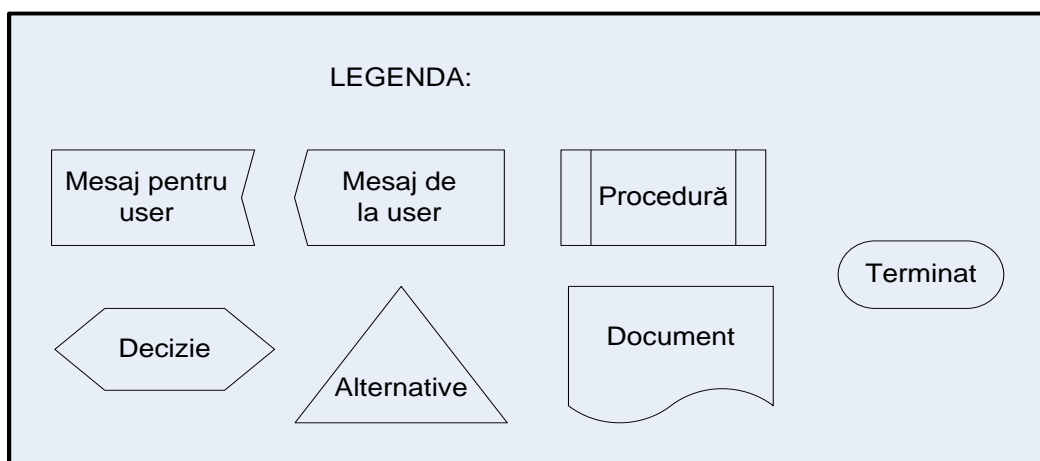 LEGENDA:
Mesaj pentru
user
Mesaj de
la user
Procedură
Terminat
Decizie
Alternative
Document